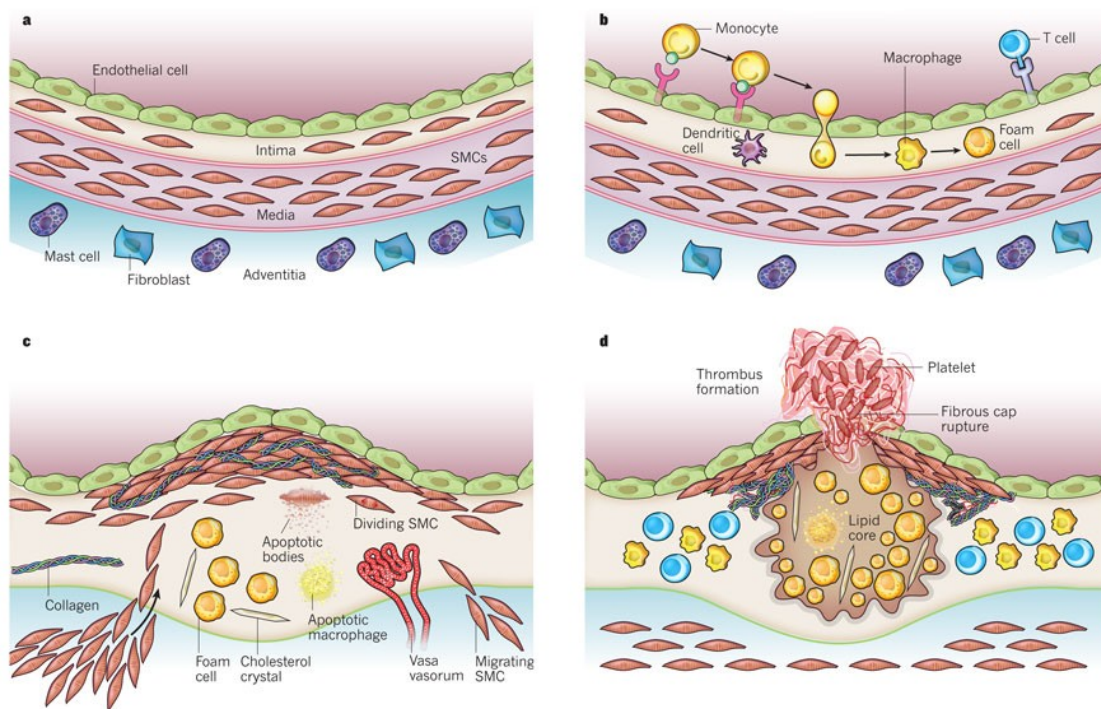 a
Endothelial cell
Intima
SMCs
Media
Mast cell
Fibroblast
Adventitia
b
Monocyte
T cell
Macrophage
Dendritic
cell
Foam
cell
c
Dividing SMC
Apoptotic
bodies
Collagen
Apoptotic
macrophage
Foam
cell
Cholesterol
crystal
Vasa
vasorum
Migrating
SMC
d
Thrombus
formation
Platelet
Fibrous cap
rupture
Lipid
core